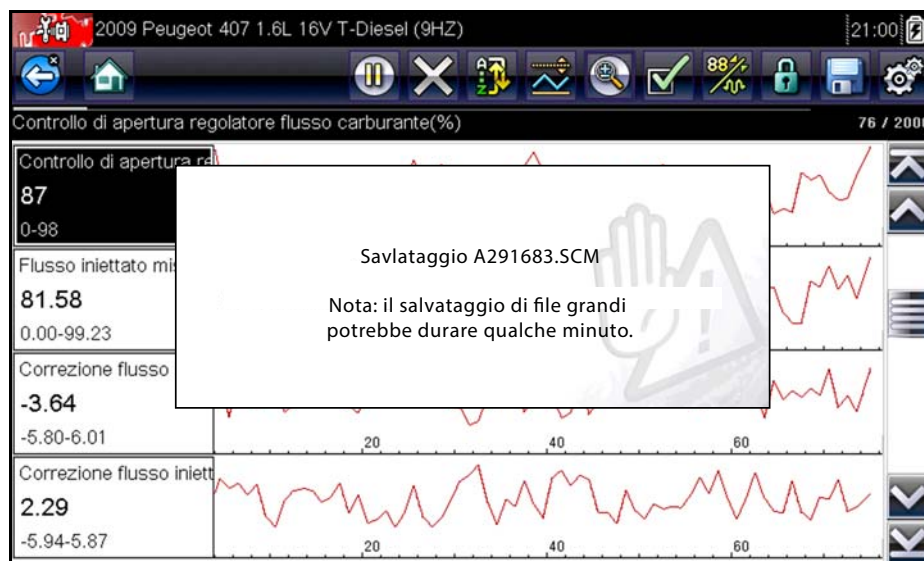 2009 Peugeot 407 1.6L 16V T-Diesel (9HZ)
21:00
Controllo di apertura regolatore flusso carburante(%)
76 / 2000
Controllo di apertura re
87
0-98
Flusso iniettato mis
81.58
0.00-99.23
Correzione flusso
-3.64
-5.80-6.01
20
40
60
Correzione flusso iniett
2.29
-5.94-5.87
20
40
60
Savlataggio A291683.SCM
Nota: il salvataggio di file grandi
potrebbe durare qualche minuto.